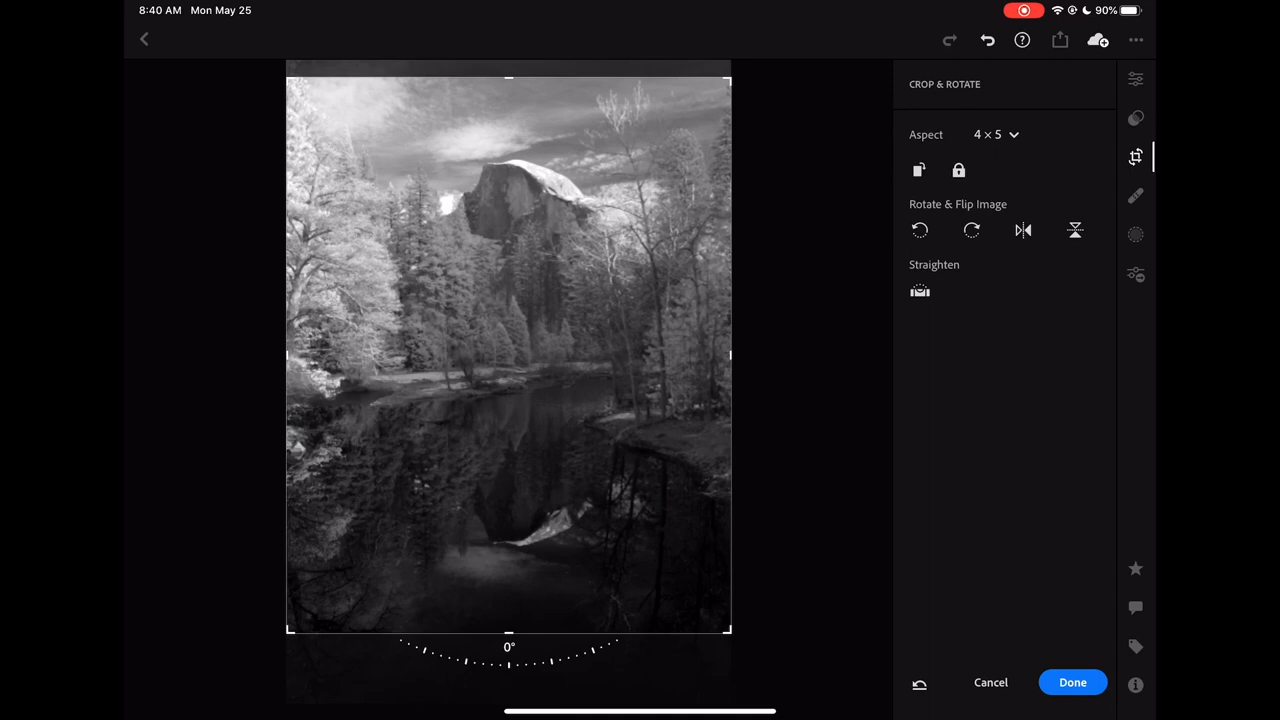 8:40 AM Mon May 25
90%
CROP & ROTATE
Aspect 4 × 5
Rotate & Flip Image
Straighten
0°
Cancel Done